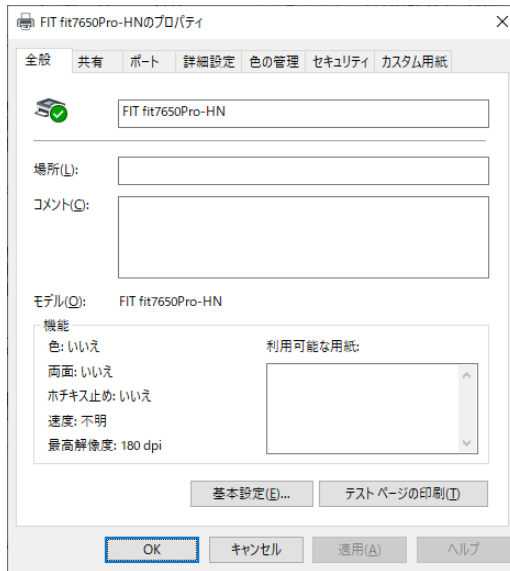 FIT fit7650Pro-HNのプロパティ
全般 共有 ポート 詳細設定 色の管理 セキュリティ カスタム用紙
FIT fit7650Pro-HN
場所(L):
コメント(C):
モデル(O): FIT fit7650Pro-HN
機能
色: いいえ 利用可能な用紙:
両面: いいえ
ホチキス止め: いいえ
速度: 不明
最高解像度: 180 dpi
基本設定(E)... テスト ページの印刷(T)
OK キャンセル 適用(A) ヘルプ